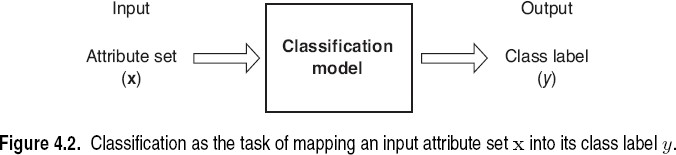 Input
Output
Attribute set
(x)
Classification
model
Class label
(y)
Figure 4.2. Classification as the task of mapping an input attribute set x into its class label y.